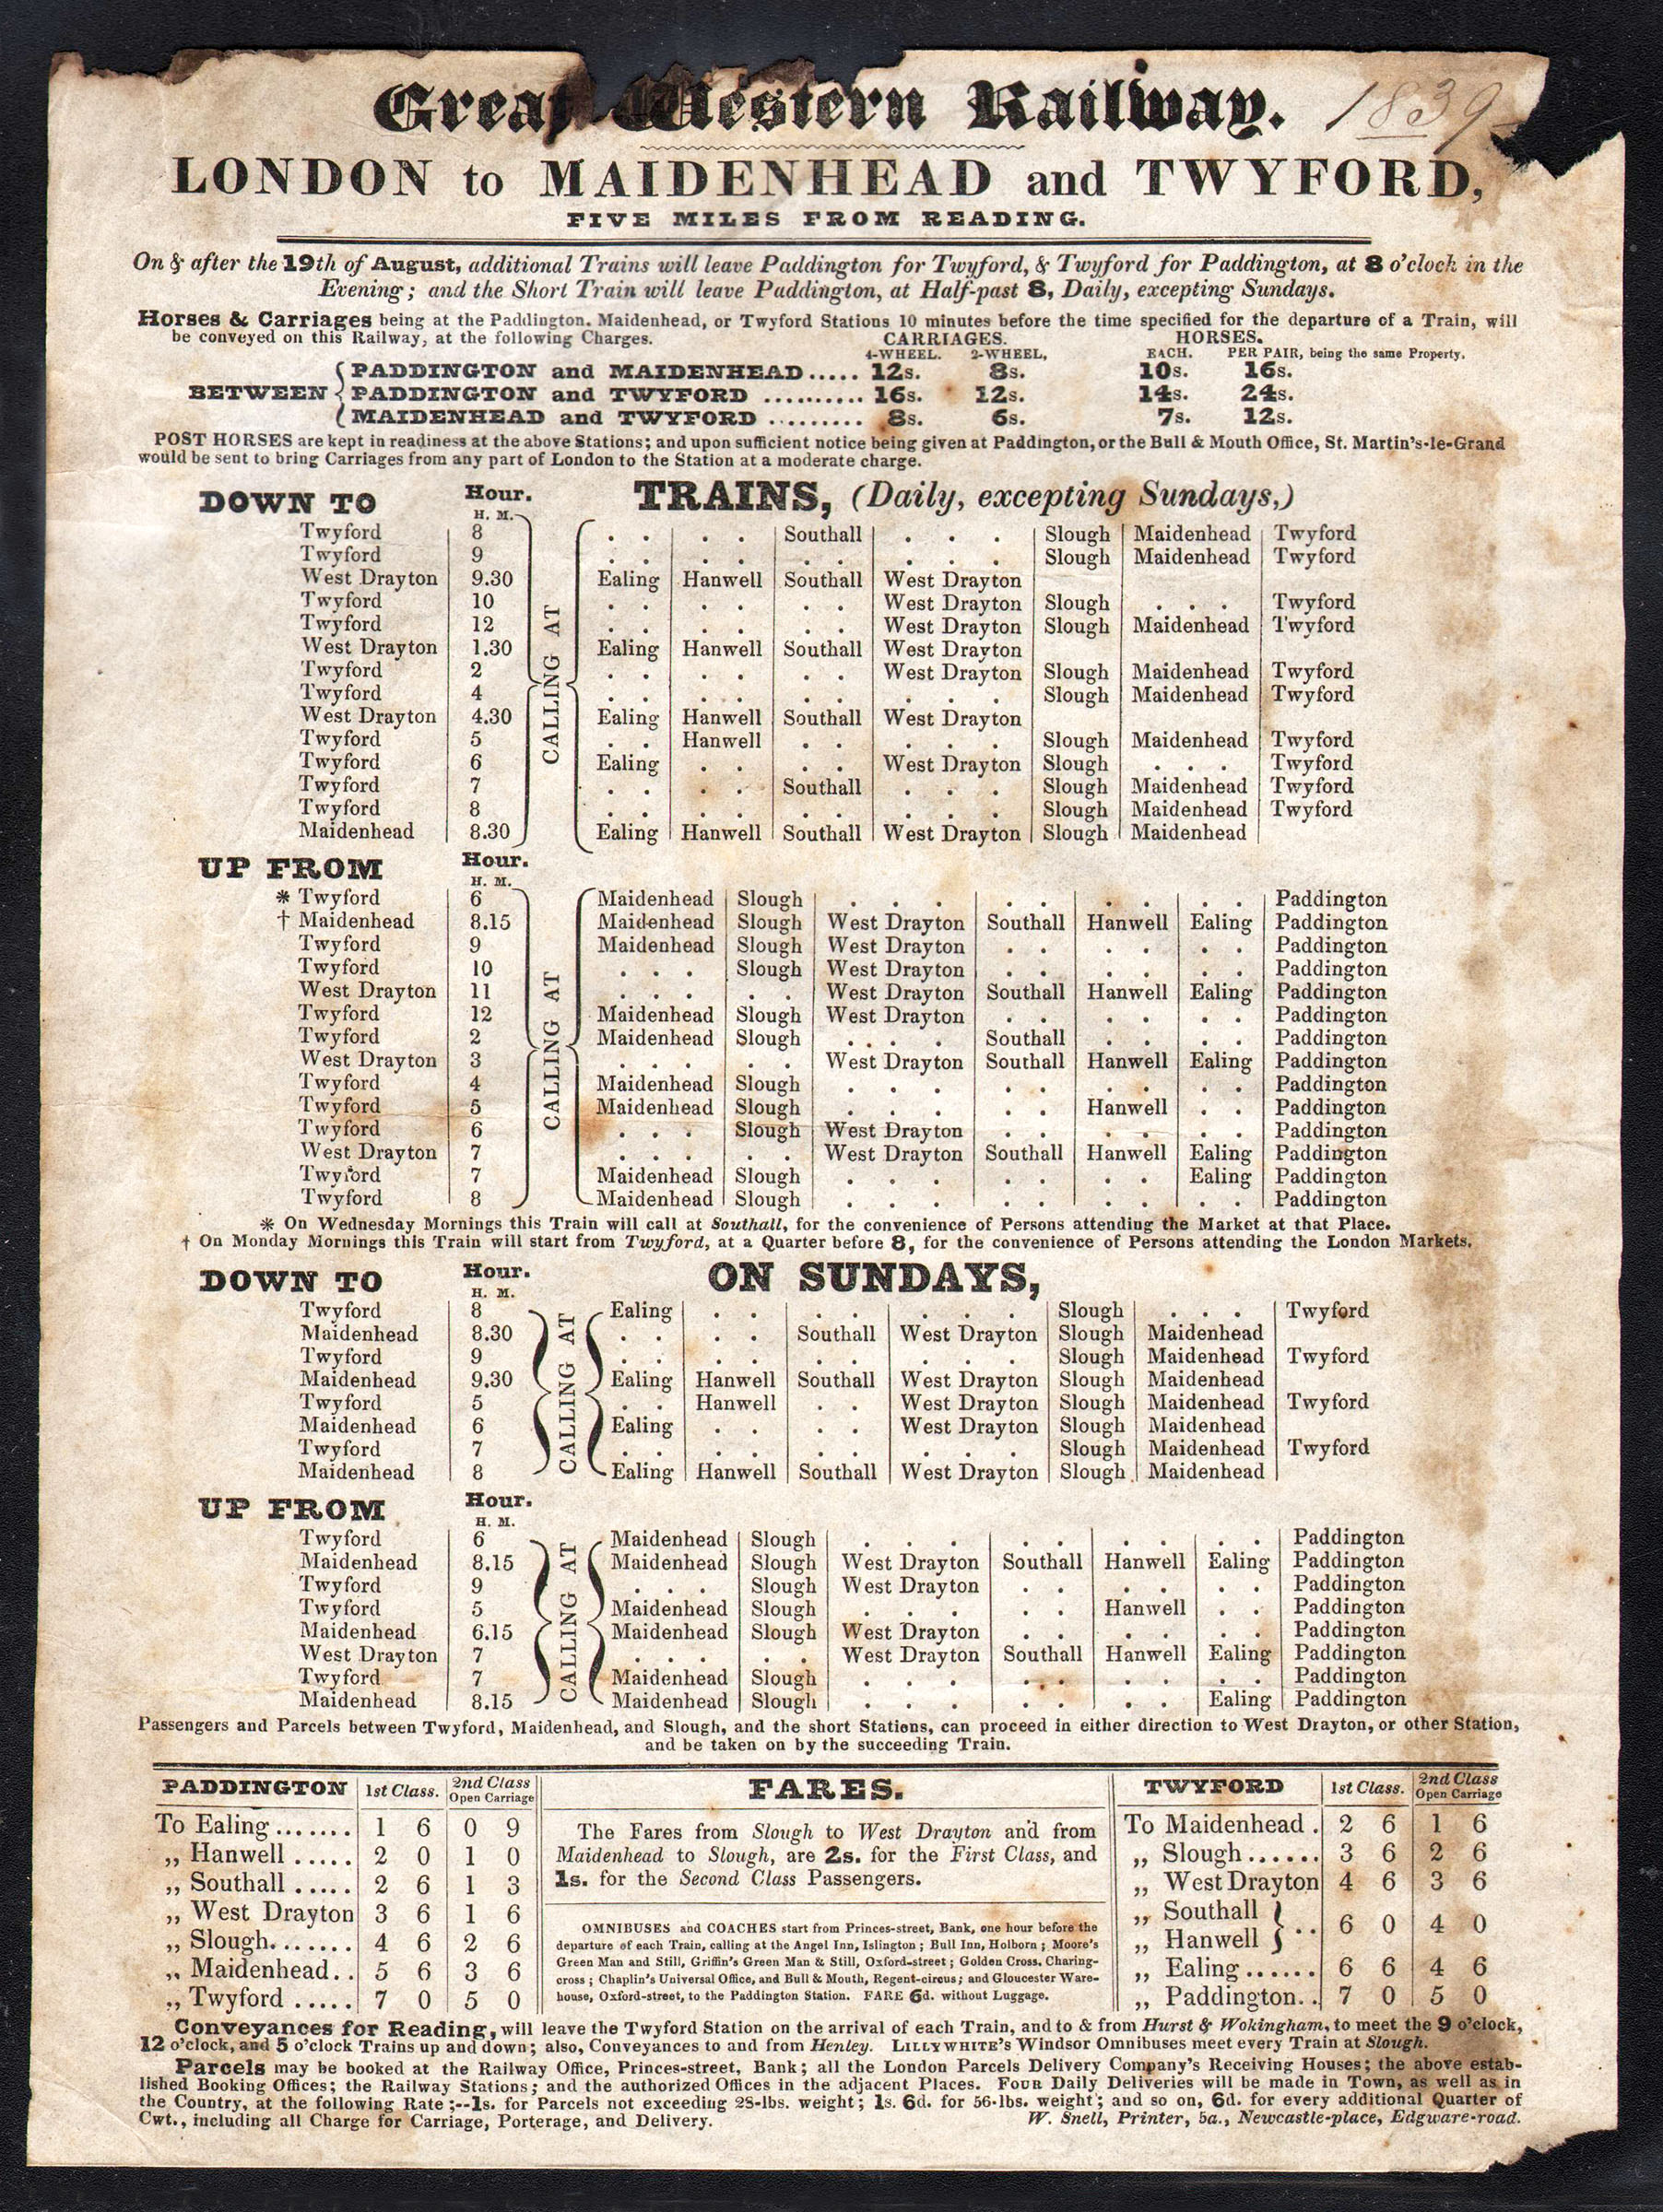 Great Western Railway. 1839
LONDON to MAIDENHEAD and TWYFORD,
FIVE MILES FROM READING.
On & after the 19th of August, additional Trains will leave Paddington for Twyford, & Twyford for Paddington, at 8 o'clock in the
Evening; and the Short Train will leave Paddington, at Half-past 8, Daily, excepting Sundays.
Horses & Carriages being at the Paddington. Maidenhead, or Twyford Stations 10 minutes before the time specified for the departure of a Train, will
be conveyed on this Railway, at the following Charges. CARRIAGES. HORSES.
4-WHEEL. 2-WHEEL, EACH. PER PAIR, being the same Property.
PADDINGTON and MAIDENHEAD..... 12s. 8s. 10s. 16s.
BETWEEN PADDINGTON and TWYFORD .......... 16s. 12s. 14s. 24s.
MAIDENHEAD and TWYFORD ......... 8s. 6s. 7s. 12s.
POST HORSES are kept in readiness at the above Stations; and upon sufficient notice being given at Paddington, or the Bull & Mouth Office, St. Martin's-le-Grand
would be sent to bring Carriages from any part of London to the Station at a moderate charge.
DOWN TO Hour. TRAINS, (Daily, excepting Sundays,)
H. M.
CALLING AT
Twyford 8 . . . . Southall . . . Slough Maidenhead Twyford
Twyford 9 . . . . . . . . . Slough Maidenhead Twyford
West Drayton 9.30 Ealing Hanwell Southall West Drayton
Twyford 10 . . . . . . West Drayton Slough . . . Twyford
Twyford 12 . . . . . . West Drayton Slough Maidenhead Twyford
West Drayton 1.30 Ealing Hanwell Southall West Drayton
Twyford 2 . . . . . . West Drayton Slough Maidenhead Twyford
Twyford 4 . . . . . . . . . Slough Maidenhead Twyford
West Drayton 4.30 Ealing Hanwell Southall West Drayton
Twyford 5 . . Hanwell . . . . . Slough Maidenhead Twyford
Twyford 6 Ealing . . . . West Drayton Slough . . . Twyford
Twyford 7 . . . . Southall . . . Slough Maidenhead Twyford
Twyford 8 . . . . . . . . . Slough Maidenhead Twyford
Maidenhead 8.30 Ealing Hanwell Southall West Drayton Slough Maidenhead
UP FROM Hour.
H. M.
CALLING AT
* Twyford 6 Maidenhead Slough . . . . . . . . . Paddington
† Maidenhead 8.15 Maidenhead Slough West Drayton Southall Hanwell Ealing Paddington
Twyford 9 Maidenhead Slough West Drayton . . . . . . Paddington
Twyford 10 . . . Slough West Drayton . . . . . . Paddington
West Drayton 11 . . . . . West Drayton Southall Hanwell Ealing Paddington
Twyford 12 Maidenhead Slough West Drayton . . . . . . Paddington
Twyford 2 Maidenhead Slough . . . Southall . . . . Paddington
West Drayton 3 . . . . . West Drayton Southall Hanwell Ealing Paddington
Twyford 4 Maidenhead Slough . . . . . . . . . Paddington
Twyford 5 Maidenhead Slough . . . . . Hanwell . . Paddington
Twyford 6 . . . Slough West Drayton . . . . . . Paddington
West Drayton 7 . . . . . West Drayton Southall Hanwell Ealing Paddington
Twyford 7 Maidenhead Slough . . . . . . . Ealing Paddington
Twyford 8 Maidenhead Slough . . . . . . . . . Paddington
* On Wednesday Mornings this Train will call at Southall, for the convenience of Persons attending the Market at that Place.
† On Monday Mornings this Train will start from Twyford, at a Quarter before 8, for the convenience of Persons attending the London Markets.
DOWN TO Hour. ON SUNDAYS,
H. M.
CALLING AT
Twyford 8 Ealing . . . . . . . Slough . . . Twyford
Maidenhead 8.30 . . . . Southall West Drayton Slough Maidenhead
Twyford 9 . . . . . . . . . Slough Maidenhead Twyford
Maidenhead 9.30 Ealing Hanwell Southall West Drayton Slough Maidenhead
Twyford 5 . . Hanwell . . West Drayton Slough Maidenhead Twyford
Maidenhead 6 Ealing . . . . West Drayton Slough Maidenhead
Twyford 7 . . . . . . . . . Slough Maidenhead Twyford
Maidenhead 8 Ealing Hanwell Southall West Drayton Slough Maidenhead
UP FROM Hour.
H. M.
CALLING AT
Twyford 6 Maidenhead Slough . . . . . . . . . Paddington
Maidenhead 8.15 Maidenhead Slough West Drayton Southall Hanwell Ealing Paddington
Twyford 9 . . . Slough West Drayton . . . . . . Paddington
Twyford 5 Maidenhead Slough . . . . . Hanwell . . Paddington
Maidenhead 6.15 Maidenhead Slough West Drayton . . . . . . Paddington
West Drayton 7 . . . . . West Drayton Southall Hanwell Ealing Paddington
Twyford 7 Maidenhead Slough . . . . . . . . . Paddington
Maidenhead 8.15 Maidenhead Slough . . . . . . . Ealing Paddington
Passengers and Parcels between Twyford, Maidenhead, and Slough, and the short Stations, can proceed in either direction to West Drayton, or other Station,
and be taken on by the succeeding Train.
PADDINGTON 1st Class. 2nd Class Open Carriage
To Ealing ....... 1 6 0 9
„ Hanwell ..... 2 0 1 0
„ Southall ..... 2 6 1 3
„ West Drayton 3 6 1 6
„ Slough....... 4 6 2 6
„ Maidenhead.. 5 6 3 6
„ Twyford ..... 7 0 5 0
FARES.
The Fares from Slough to West Drayton and from
Maidenhead to Slough, are 2s. for the First Class, and
1s. for the Second Class Passengers.
OMNIBUSES and COACHES start from Princes-street, Bank, one hour before the
departure of each Train, calling at the Angel Inn, Islington; Bull Inn, Holborn; Moore's
Green Man and Still, Griffin's Green Man & Still, Oxford-street; Golden Cross. Charing-
cross; Chaplin's Universal Office, and Bull & Mouth, Regent-circus; and Gloucester Ware-
house, Oxford-street, to the Paddington Station. FARE 6d. without Luggage.
TWYFORD 1st Class. 2nd Class Open Carriage
To Maidenhead . 2 6 1 6
„ Slough...... 3 6 2 6
„ West Drayton 4 6 3 6
„ Southall
„ Hanwell .. 6 0 4 0
„ Ealing ...... 6 6 4 6
„ Paddington.. 7 0 5 0
Conveyances for Reading, will leave the Twyford Station on the arrival of each Train, and to & from Hurst & Wokingham, to meet the 9 o'clock,
12 o'clock, and 5 o'clock Trains up and down; also, Conveyances to and from Henley. LILLYWHITE'S Windsor Omnibuses meet every Train at Slough.
Parcels may be booked at the Railway Office, Princes-street, Bank; all the London Parcels Delivery Company's Receiving Houses; the above estab-
lished Booking Offices; the Railway Stations; and the authorized Offices in the adjacent Places. FOUR Daily Deliveries will be made in Town, as well as in
the Country, at the following Rate;--1s. for Parcels not exceeding 28-lbs. weight; 1s. 6d. for 56-lbs. weight; and so on, 6d. for every additional Quarter of
Cwt., including all Charge for Carriage, Porterage, and Delivery. W. Snell, Printer, 5a., Newcastle-place, Edgware-road.